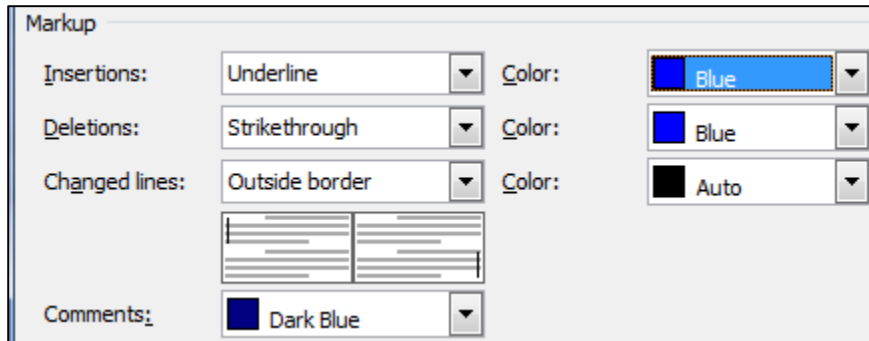 Markup
Insertions: Underline Color: Blue
Deletions: Strikethrough Color: Blue
Changed lines: Outside border Color: Auto
Comments: Dark Blue